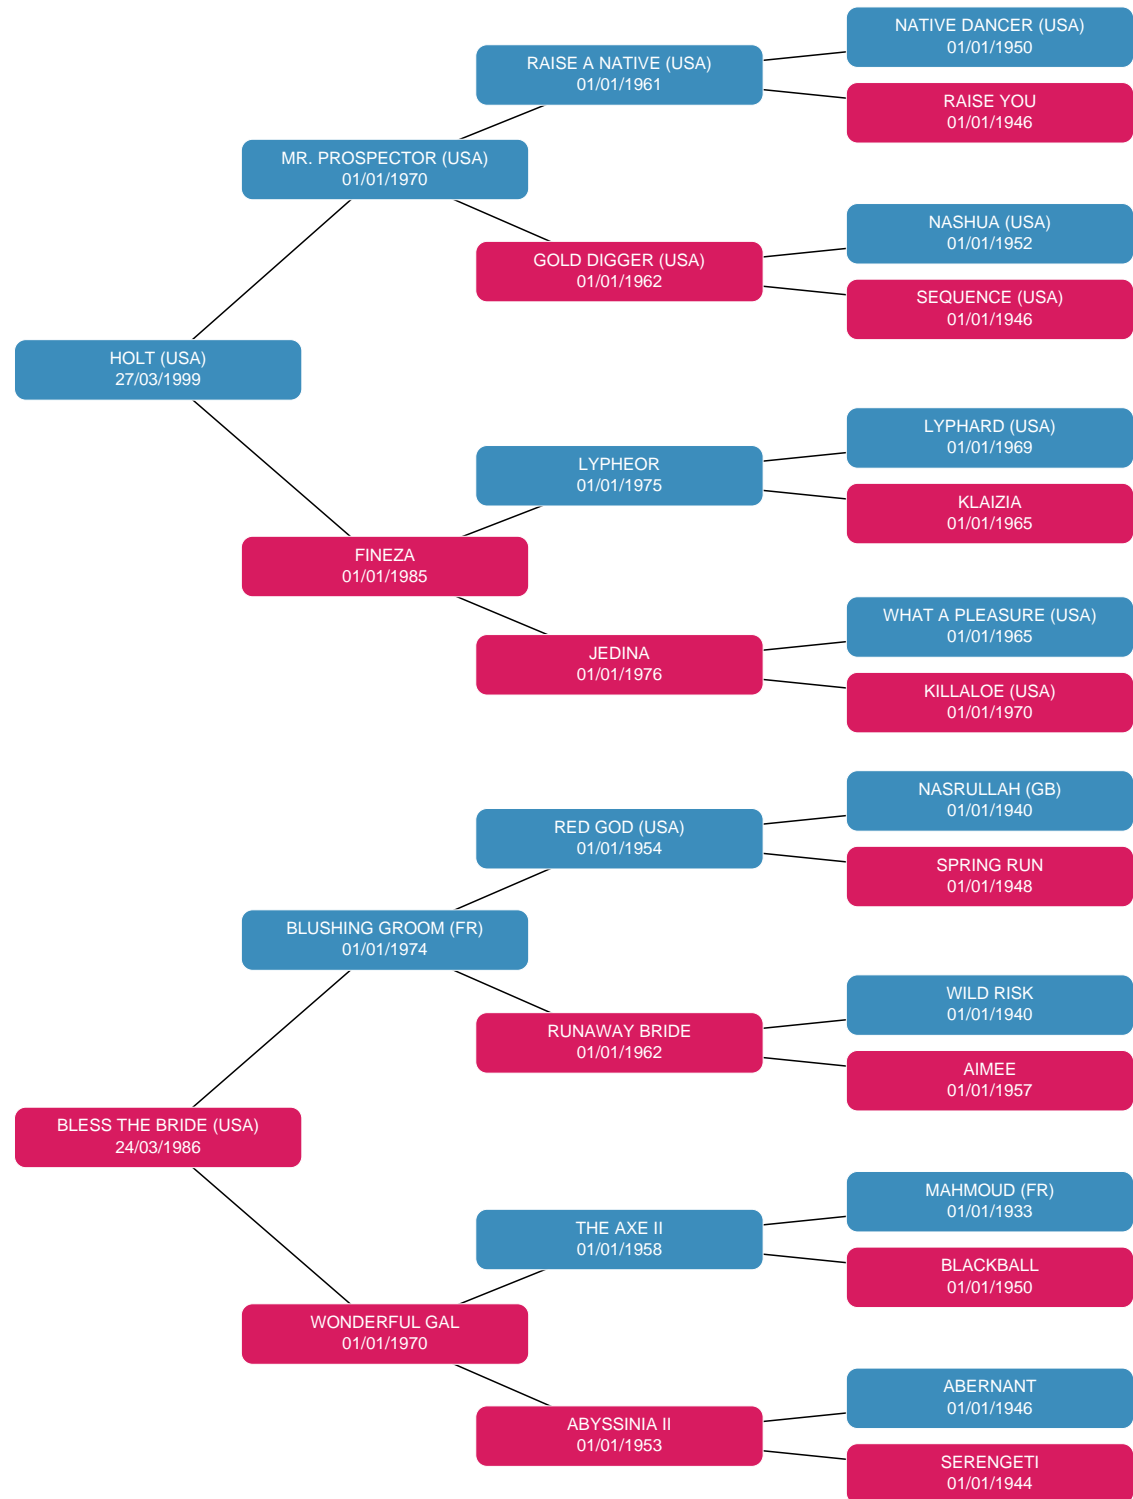 NATIVE DANCER (USA)
01/01/1950
RAISE A NATIVE (USA)
01/01/1961
RAISE YOU
01/01/1946
MR. PROSPECTOR (USA)
01/01/1970
NASHUA (USA)
01/01/1952
GOLD DIGGER (USA)
01/01/1962
SEQUENCE (USA)
01/01/1946
HOLT (USA)
27/03/1999
LYPHARD (USA)
01/01/1969
LYPHEOR
01/01/1975
KLAIZIA
01/01/1965
FINEZA
01/01/1985
WHAT A PLEASURE (USA)
01/01/1965
JEDINA
01/01/1976
KILLALOE (USA)
01/01/1970
NASRULLAH (GB)
01/01/1940
RED GOD (USA)
01/01/1954
SPRING RUN
01/01/1948
BLUSHING GROOM (FR)
01/01/1974
WILD RISK
01/01/1940
RUNAWAY BRIDE
01/01/1962
AIMEE
01/01/1957
BLESS THE BRIDE (USA)
24/03/1986
MAHMOUD (FR)
01/01/1933
THE AXE II
01/01/1958
BLACKBALL
01/01/1950
WONDERFUL GAL
01/01/1970
ABERNANT
01/01/1946
ABYSSINIA II
01/01/1953
SERENGETI
01/01/1944